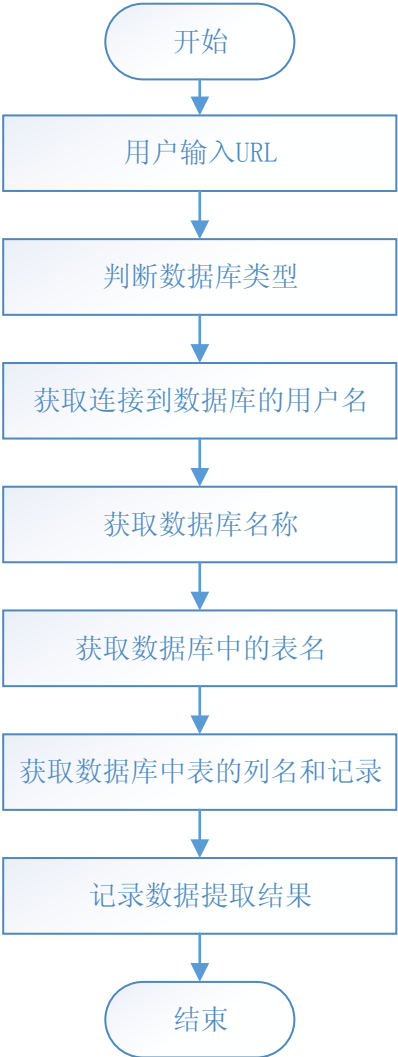 开始
用户输入URL
判断数据库类型
获取连接到数据库的用户名
获取数据库名称
获取数据库中的表名
获取数据库中表的列名和记录
记录数据提取结果
结束